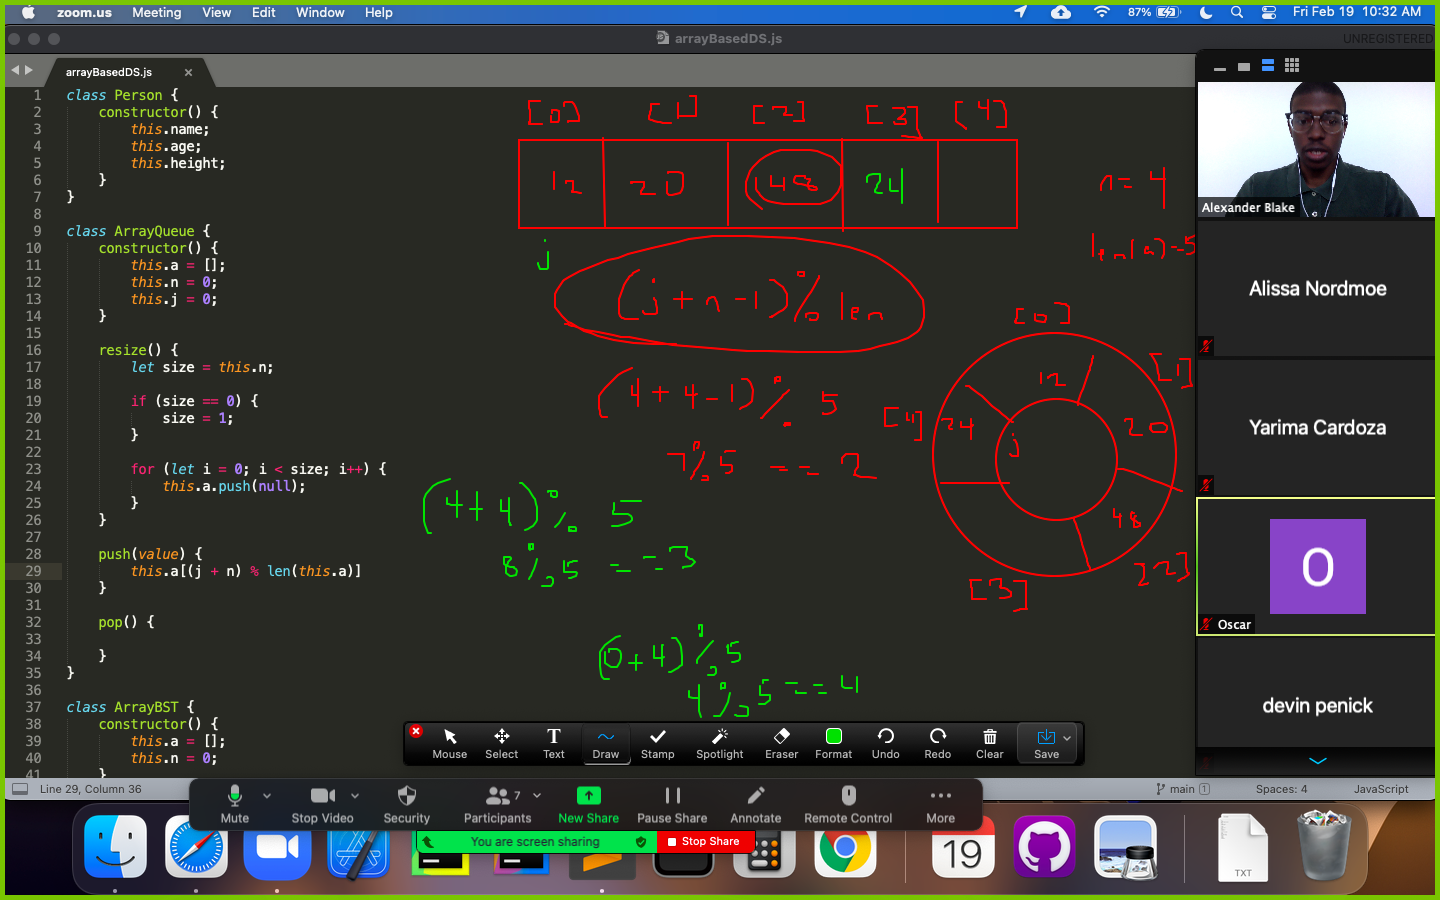 zoom.us Meeting View Edit Window Help 87% Fri Feb 19 10:32 AM
arrayBasedDS.js UNREGISTERED
arrayBasedDS.js ×
1 class Person {
2 constructor() {
3 this.name;
4 this.age;
5 this.height;
6 }
7 }
8
9 class ArrayQueue {
10 constructor() {
11 this.a = [];
12 this.n = 0;
13 this.j = 0;
14 }
15
16 resize() {
17 let size = this.n;
18
19 if (size == 0) {
20 size = 1;
21 }
22
23 for (let i = 0; i < size; i++) {
24 this.a.push(null);
25 }
26 }
27
28 push(value) {
29 this.a[(j + n) % len(this.a)]
30 }
31
32 pop() {
33
34 }
35 }
36
37 class ArrayBST {
38 constructor() {
39 this.a = [];
40 this.n = 0;
41 }
[0] [1] [2] [3] [4]
12 20 48 24
n = 4
len(a)=5
j
(j + n - 1) % len
(4 + 4 - 1) % 5
7 % 5 == 2
(4 + 4) % 5
8 % 5 == 3
(0 + 4) % 5
4 % 5 == 4
[0]
[1]
12
[4] 24 20
j
48
[2]
[3]
Alexander Blake
Alissa Nordmoe
Yarima Cardoza
O
Oscar
devin penick
Mouse Select Text Draw Stamp Spotlight Eraser Format Undo Redo Clear Save
Line 29, Column 36 main 1 Spaces: 4 JavaScript
7
Mute Stop Video Security Participants New Share Pause Share Annotate Remote Control More
You are screen sharing Stop Share
19
TXT